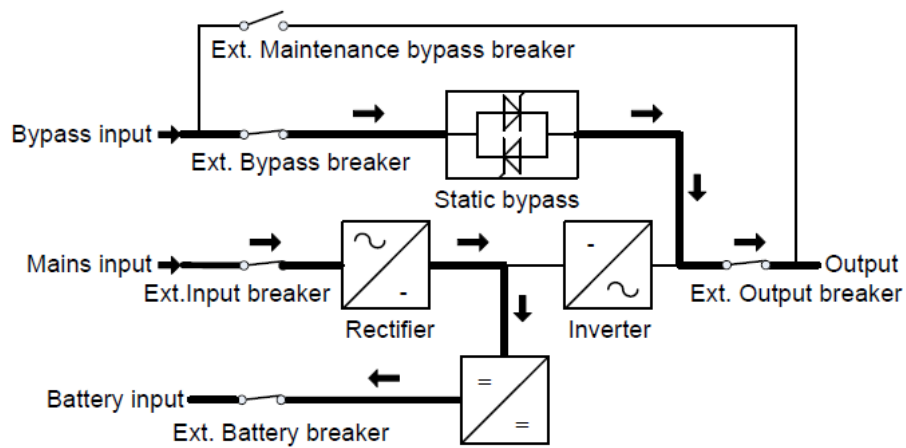 Ext. Maintenance bypass breaker
Bypass input
Ext. Bypass breaker
Static bypass
Mains input
Output
Ext.Input breaker
Ext. Output breaker
-
-
Rectifier
Inverter
=
=
Battery input
Ext. Battery breaker